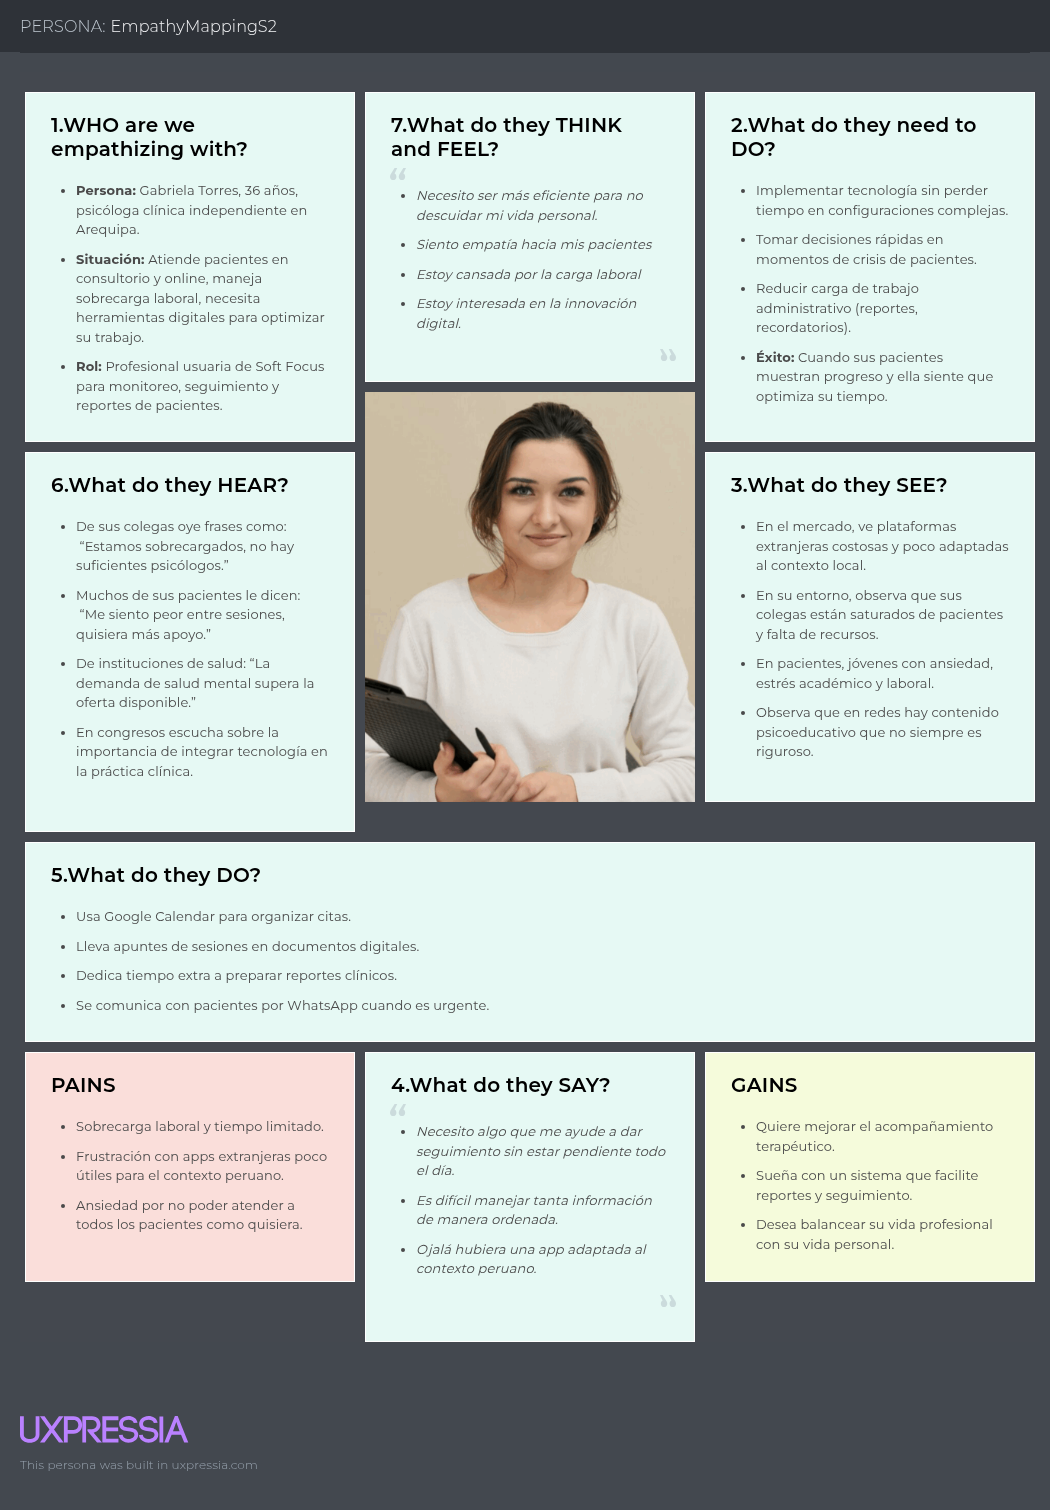 PERSONA: EmpathyMappingS2
1.WHO are we
empathizing with?
• Persona: Gabriela Torres, 36 años,
psicóloga clínica independiente en
Arequipa.
• Situación: Atiende pacientes en
consultorio y online, maneja
sobrecarga laboral, necesita
herramientas digitales para optimizar
su trabajo.
• Rol: Profesional usuaria de Soft Focus
para monitoreo, seguimiento y
reportes de pacientes.
7.What do they THINK
and FEEL?
“
• Necesito ser más eficiente para no
descuidar mi vida personal.
• Siento empatía hacia mis pacientes
• Estoy cansada por la carga laboral
• Estoy interesada en la innovación
digital.
”
2.What do they need to
DO?
• Implementar tecnología sin perder
tiempo en configuraciones complejas.
• Tomar decisiones rápidas en
momentos de crisis de pacientes.
• Reducir carga de trabajo
administrativo (reportes,
recordatorios).
• Éxito: Cuando sus pacientes
muestran progreso y ella siente que
optimiza su tiempo.
6.What do they HEAR?
• De sus colegas oye frases como:
“Estamos sobrecargados, no hay
suficientes psicólogos.”
• Muchos de sus pacientes le dicen:
“Me siento peor entre sesiones,
quisiera más apoyo.”
• De instituciones de salud: “La
demanda de salud mental supera la
oferta disponible.”
• En congresos escucha sobre la
importancia de integrar tecnología en
la práctica clínica.
3.What do they SEE?
• En el mercado, ve plataformas
extranjeras costosas y poco adaptadas
al contexto local.
• En su entorno, observa que sus
colegas están saturados de pacientes
y falta de recursos.
• En pacientes, jóvenes con ansiedad,
estrés académico y laboral.
• Observa que en redes hay contenido
psicoeducativo que no siempre es
riguroso.
5.What do they DO?
• Usa Google Calendar para organizar citas.
• Lleva apuntes de sesiones en documentos digitales.
• Dedica tiempo extra a preparar reportes clínicos.
• Se comunica con pacientes por WhatsApp cuando es urgente.
PAINS
• Sobrecarga laboral y tiempo limitado.
• Frustración con apps extranjeras poco
útiles para el contexto peruano.
• Ansiedad por no poder atender a
todos los pacientes como quisiera.
4.What do they SAY?
“
• Necesito algo que me ayude a dar
seguimiento sin estar pendiente todo
el día.
• Es difícil manejar tanta información
de manera ordenada.
• Ojalá hubiera una app adaptada al
contexto peruano.
”
GAINS
• Quiere mejorar el acompañamiento
terapéutico.
• Sueña con un sistema que facilite
reportes y seguimiento.
• Desea balancear su vida profesional
con su vida personal.
UXPRESSIA
This persona was built in uxpressia.com